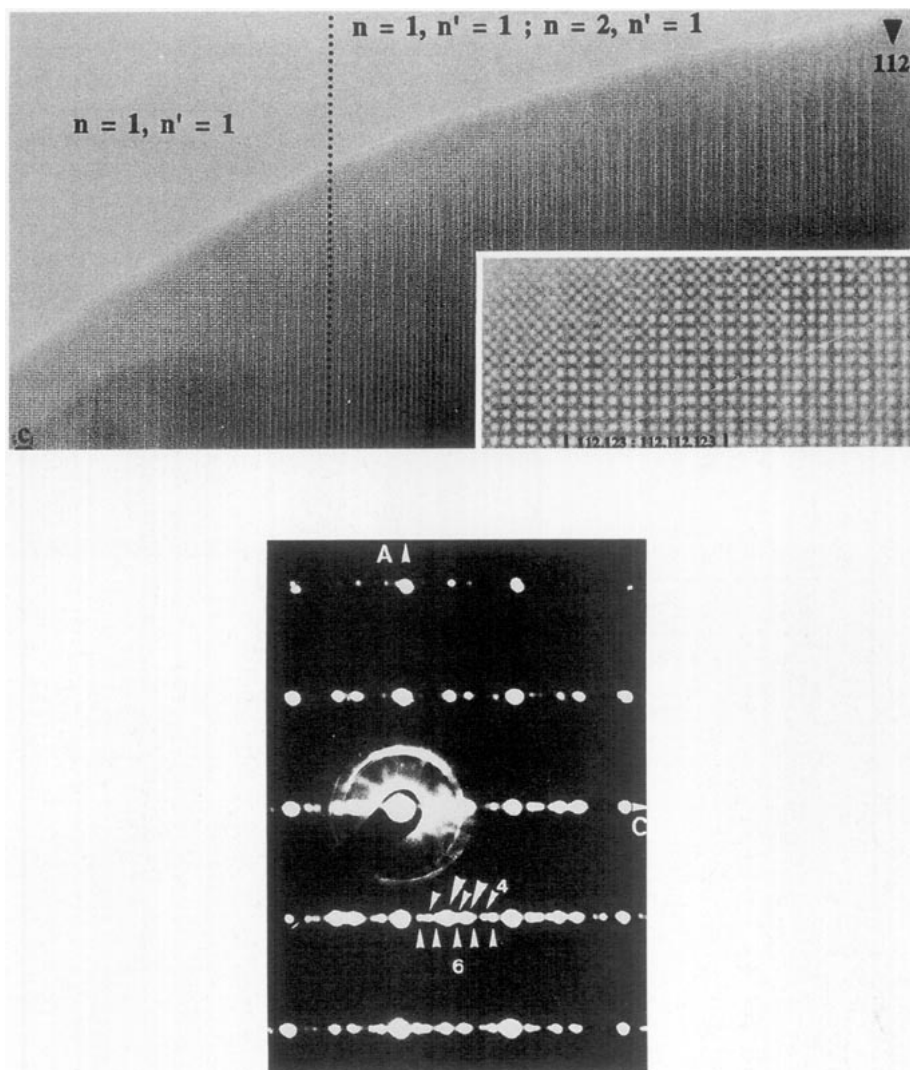 n = 1, n' = 1 ; n = 2, n' = 1
112
n = 1, n' = 1
c
112.123 : 112.112.123
A
C
4
6